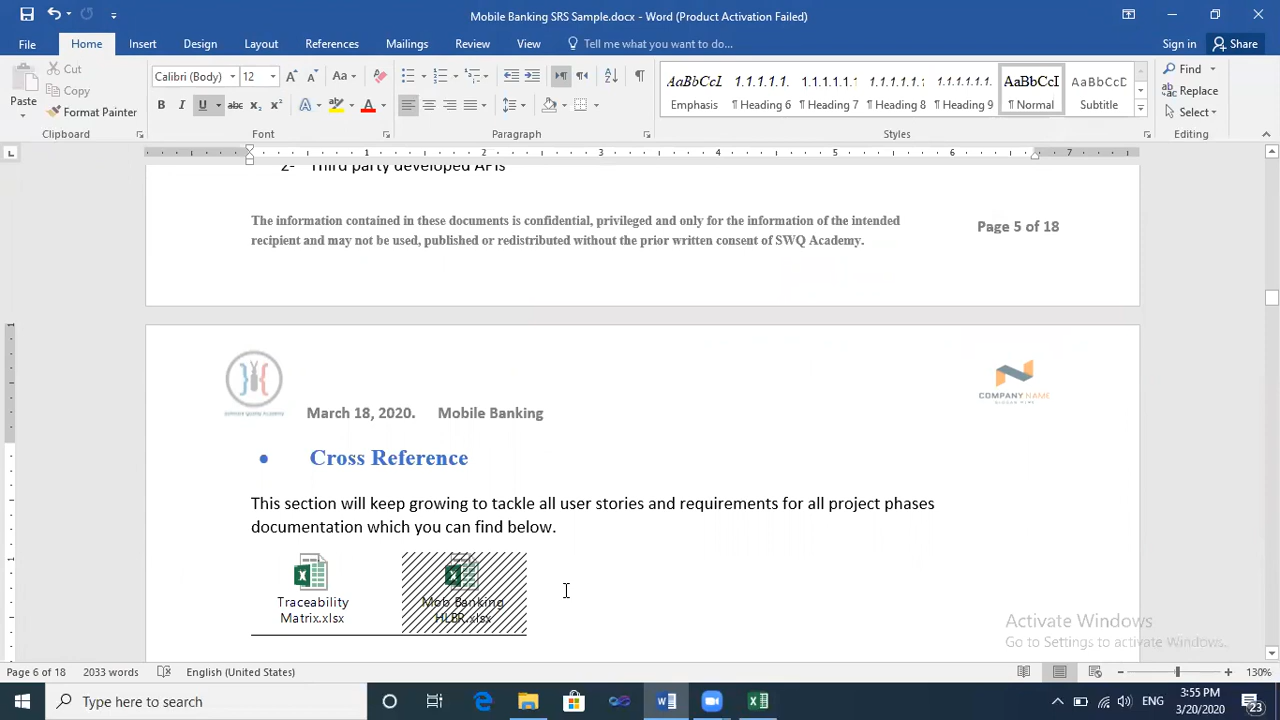 Mobile Banking SRS Sample.docx - Word (Product Activation Failed)
File Home Insert Design Layout References Mailings Review View Tell me what you want to do... Sign in Share
Paste Cut Copy Format Painter
Clipboard
Calibri (Body) 12
Font
Paragraph
AaBbCcI 1.1.1.1.1. 1.1.1.1.1.1 1.1.1.1.1.1. 1.1.1.1.1.1. AaBbCcI AaBbCcD
Emphasis ¶ Heading 6 ¶ Heading 7 ¶ Heading 8 ¶ Heading 9 ¶ Normal Subtitle
Styles
Find
Replace
Select
Editing
1 2 3 4 5 6 7
2- Third party developed APIs
The information contained in these documents is confidential, privileged and only for the information of the intended
recipient and may not be used, published or redistributed without the prior written consent of SWQ Academy.
Page 5 of 18
COMPANY NAME
March 18, 2020. Mobile Banking
• Cross Reference
This section will keep growing to tackle all user stories and requirements for all project phases
documentation which you can find below.
Traceability
Matrix.xlsx
Mob Banking
HLBR.xlsx
Activate Windows
Go to Settings to activate Windows.
Page 6 of 18 2033 words English (United States) 130%
Type here to search
ENG
3:55 PM
3/20/2020
23